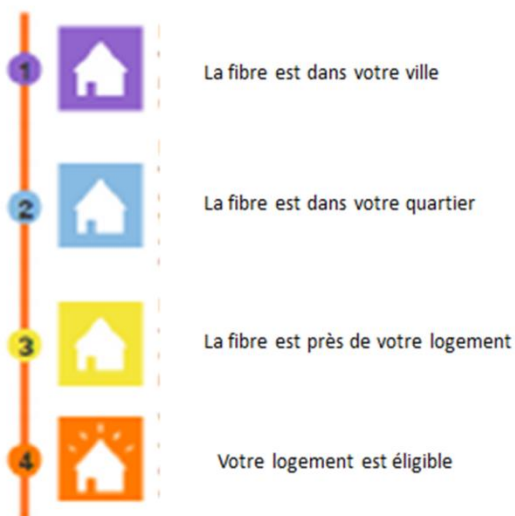 1
La fibre est dans votre ville
2
La fibre est dans votre quartier
3
La fibre est près de votre logement
4
Votre logement est éligible